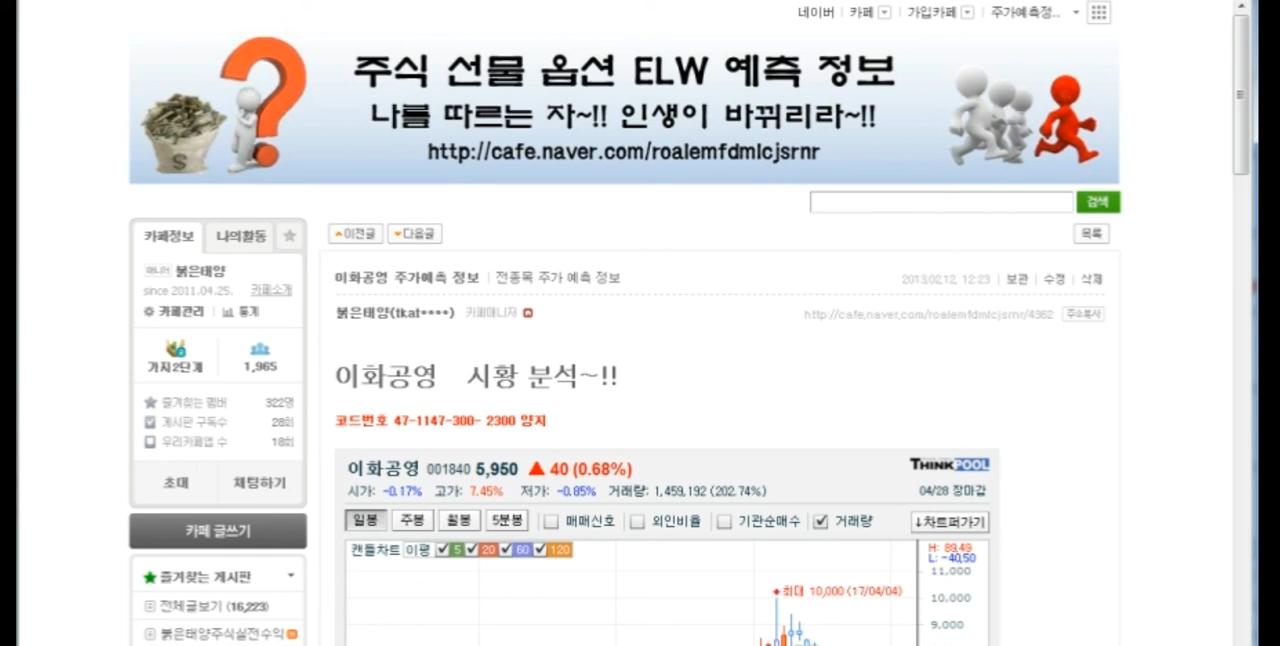 네이버 카페 가입카페 주가예측정..
주식 선물 옵션 ELW 예측 정보
나를 따르는 자~!! 인생이 바뀌리라~!!
http://cafe.naver.com/roalemfdmlcjsrnr
검색
카페정보 나의활동
이전글 다음글 목록
매니저 붉은태양
since 2011.04.25. 카페소개
카페관리 통계
가지2단계 1,965
즐겨찾는 멤버 322명
게시판 구독수 28회
우리카페앱 수 18회
초대 채팅하기
카페 글쓰기
즐겨찾는 게시판
전체글보기 (16,223)
붉은태양주식실전수익
이화공영 주가예측 정보 | 전종목 주가 예측 정보 2013.02.12. 12:23 | 보관 | 수정 | 삭제
붉은태양(tkat****) 카페매니저 http://cafe.naver.com/roalemfdmlcjsrnr/4362 주소복사
이화공영 시황 분석~!!
코드번호 47-1147-300- 2300 양지
이화공영 001840 5,950 ▲ 40 (0.68%) THINKPOOL
시가: -0.17% 고가: 7.45% 저가: -0.85% 거래량: 1,459,192 (202.74%) 04/28 장마감
일봉 주봉 월봉 5분봉 매매신호 외인비율 기관순매수 거래량 ↓차트퍼가기
캔들차트 이평 5 20 60 120
H: 89.49
L: -40.50
11,000
최대 10,000 (17/04/04)
10,000
9,000